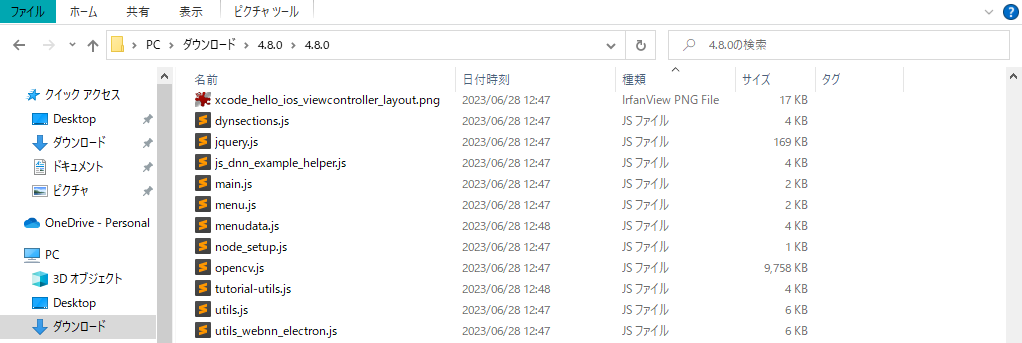 ファイル ホーム 共有 表示 ピクチャ ツール
PC ダウンロード 4.8.0 4.8.0 4.8.0の検索
名前 日付時刻 種類 サイズ タグ
クイック アクセス
Desktop
ダウンロード
ドキュメント
ピクチャ
OneDrive - Personal
PC
3D オブジェクト
Desktop
ダウンロード
xcode_hello_ios_viewcontroller_layout.png 2023/06/28 12:47 IrfanView PNG File 17 KB
dynsections.js 2023/06/28 12:47 JS ファイル 4 KB
jquery.js 2023/06/28 12:47 JS ファイル 169 KB
js_dnn_example_helper.js 2023/06/28 12:47 JS ファイル 4 KB
main.js 2023/06/28 12:47 JS ファイル 2 KB
menu.js 2023/06/28 12:47 JS ファイル 2 KB
menudata.js 2023/06/28 12:48 JS ファイル 4 KB
node_setup.js 2023/06/28 12:47 JS ファイル 1 KB
opencv.js 2023/06/28 12:47 JS ファイル 9,758 KB
tutorial-utils.js 2023/06/28 12:48 JS ファイル 4 KB
utils.js 2023/06/28 12:47 JS ファイル 6 KB
utils_webnn_electron.js 2023/06/28 12:47 JS ファイル 6 KB